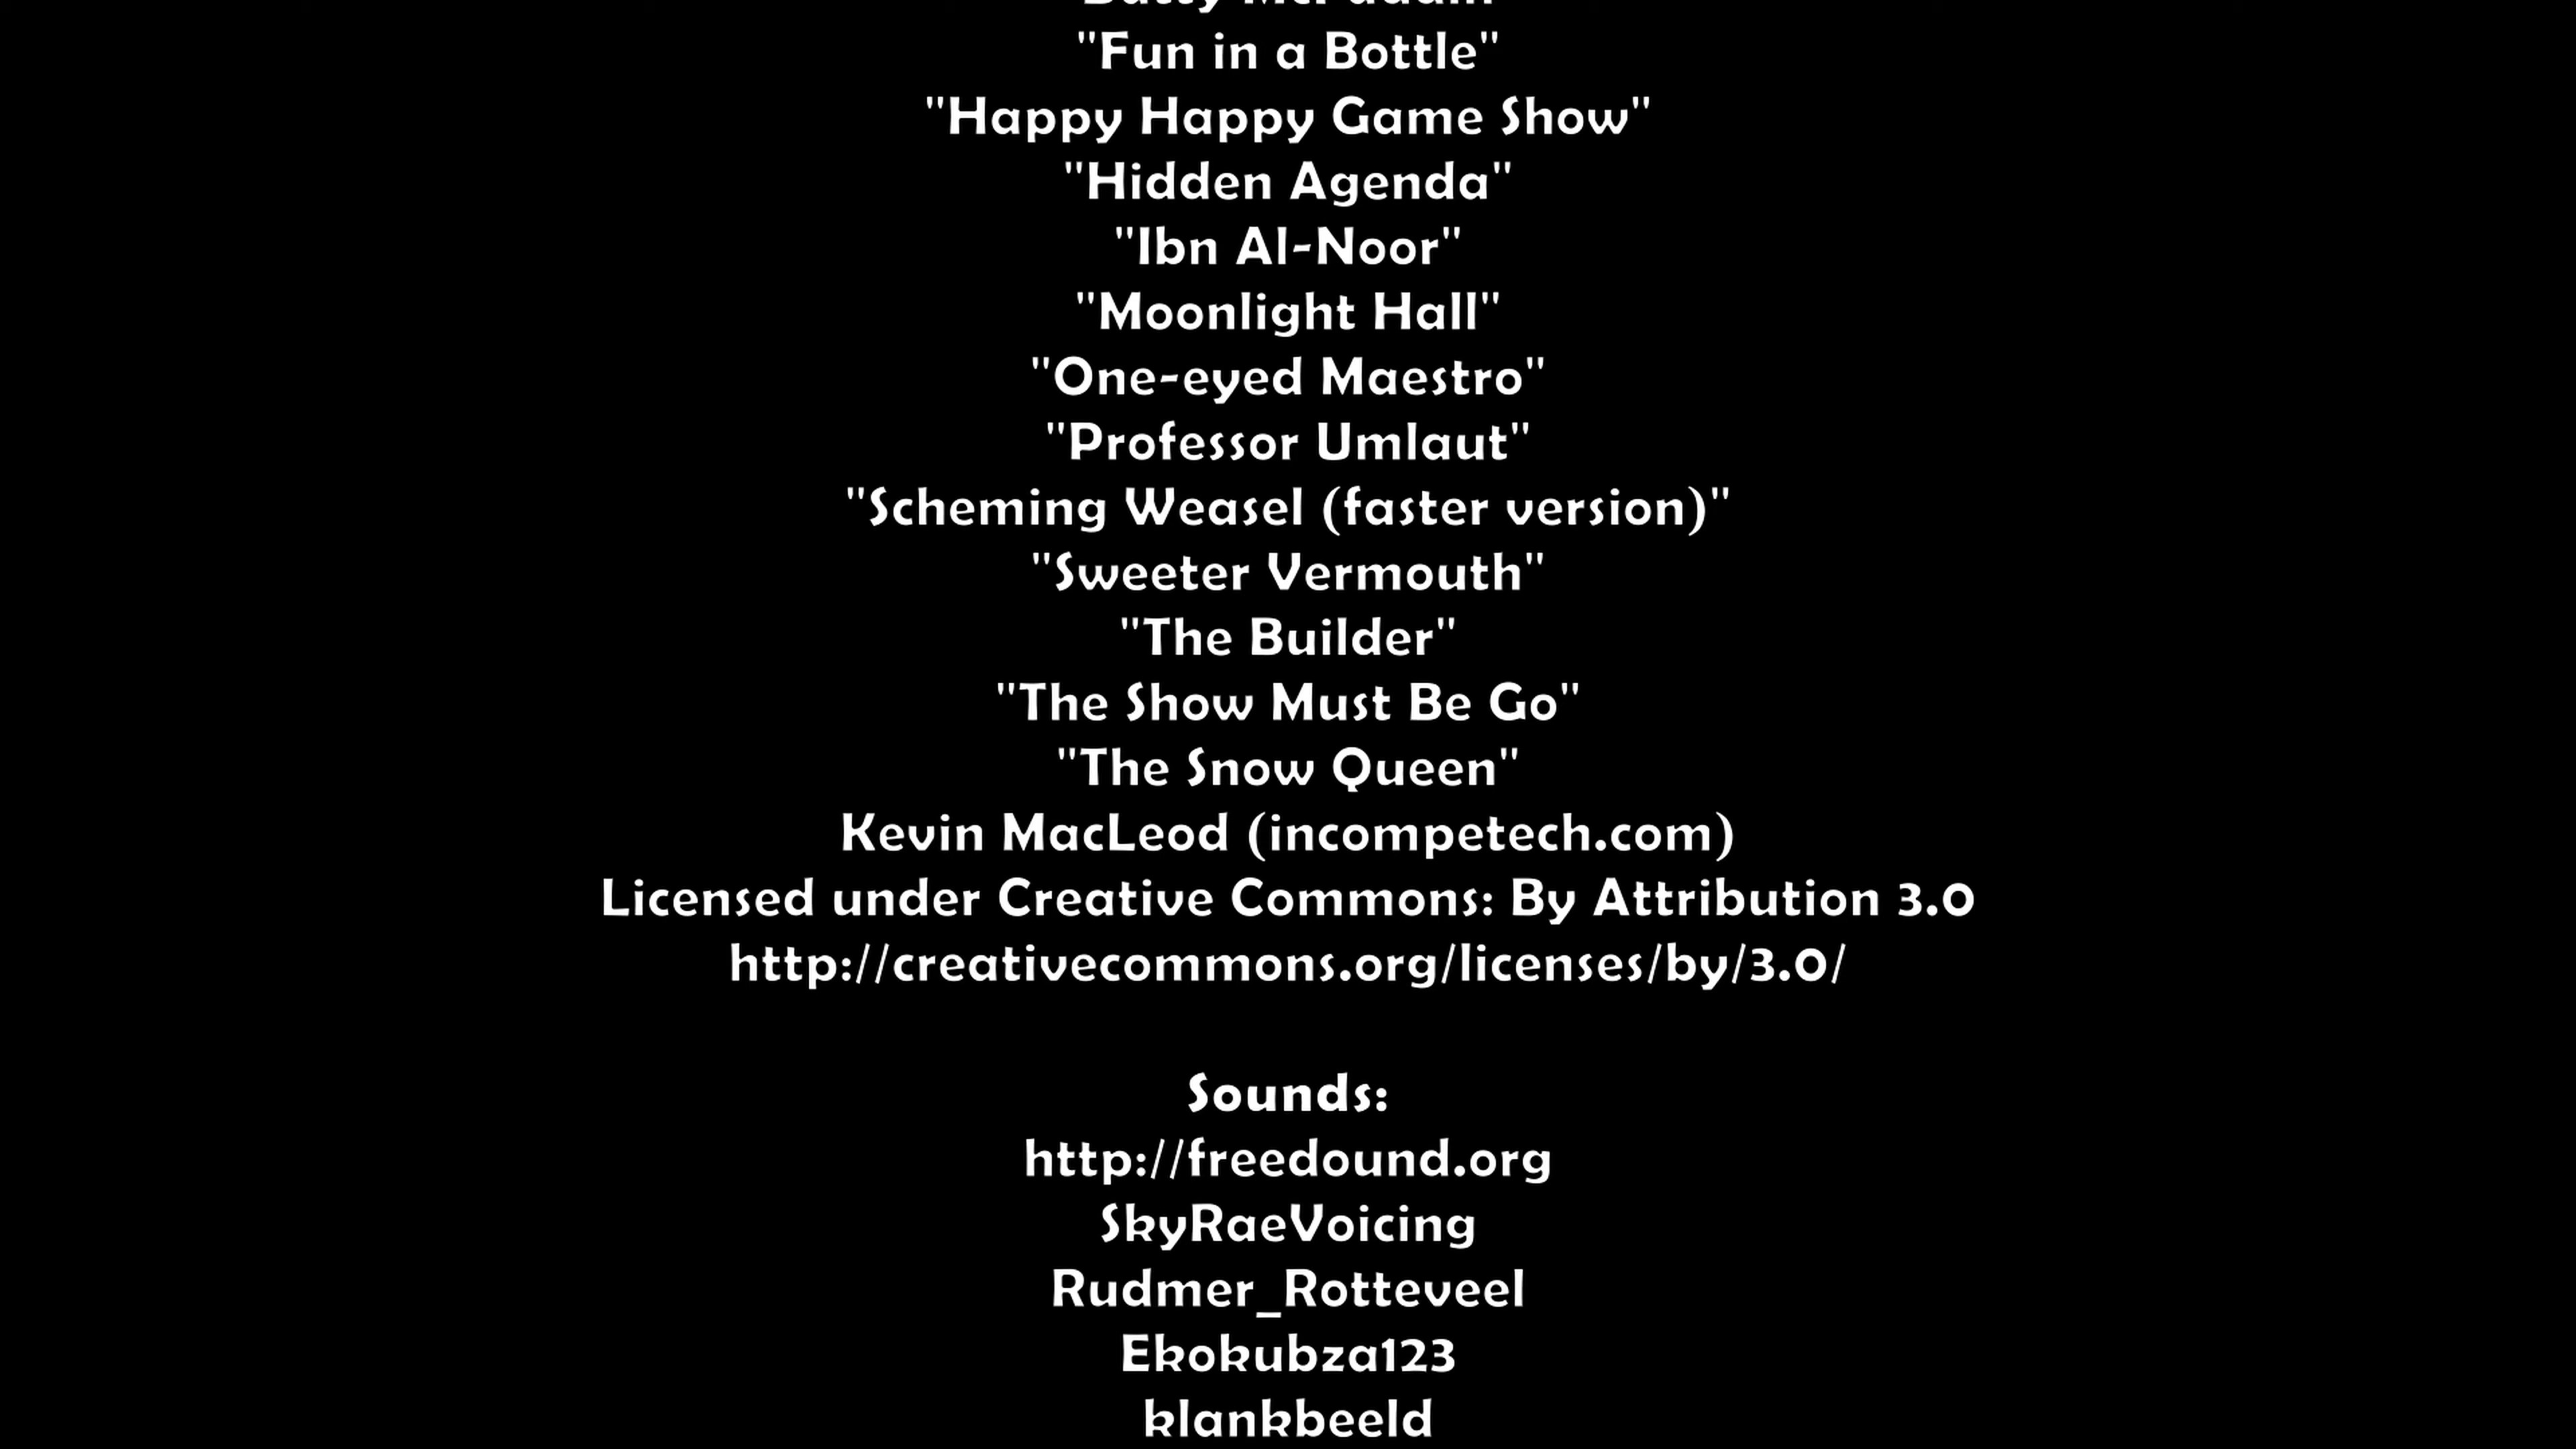 "Fun in a Bottle"
"Happy Happy Game Show"
"Hidden Agenda"
"Ibn Al-Noor"
"Moonlight Hall"
"One-eyed Maestro"
"Professor Umlaut"
"Scheming Weasel (faster version)"
"Sweeter Vermouth"
"The Builder"
"The Show Must Be Go"
"The Snow Queen"
Kevin MacLeod (incompetech.com)
Licensed under Creative Commons: By Attribution 3.0
http://creativecommons.org/licenses/by/3.0/
Sounds:
http://freedound.org
SkyRaeVoicing
Rudmer_Rotteveel
Ekokubza123
klankbeeld